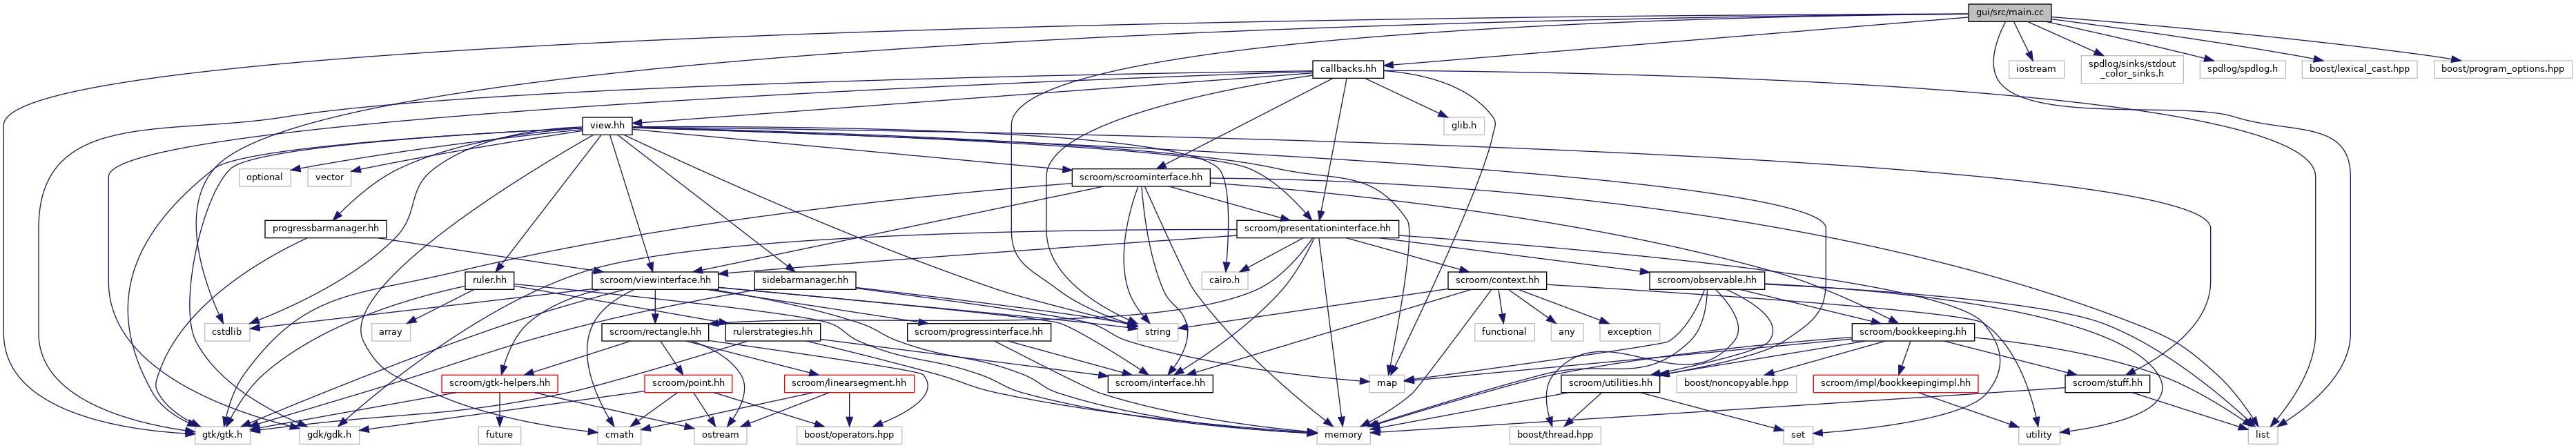 gui/src/main.cc
callbacks.hh
iostream
spdlog/sinks/stdout
_color_sinks.h
spdlog/spdlog.h
boost/lexical_cast.hpp
boost/program_options.hpp
view.hh
glib.h
optional
vector
scroom/scroominterface.hh
progressbarmanager.hh
scroom/presentationinterface.hh
ruler.hh
scroom/viewinterface.hh
sidebarmanager.hh
cairo.h
scroom/context.hh
scroom/observable.hh
cstdlib
array
scroom/rectangle.hh
rulerstrategies.hh
scroom/progressinterface.hh
string
functional
any
exception
scroom/bookkeeping.hh
scroom/gtk-helpers.hh
scroom/point.hh
scroom/linearsegment.hh
scroom/interface.hh
map
scroom/utilities.hh
boost/noncopyable.hpp
scroom/impl/bookkeepingimpl.hh
scroom/stuff.hh
gtk/gtk.h
gdk/gdk.h
future
cmath
ostream
boost/operators.hpp
memory
boost/thread.hpp
set
utility
list